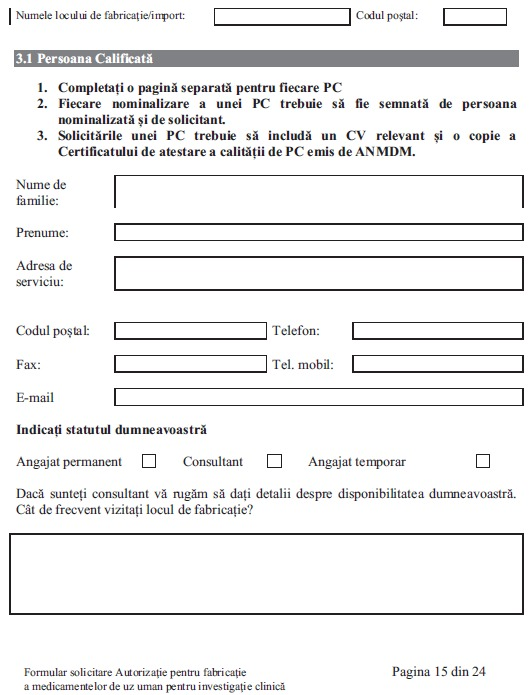 Numele locului de fabricație/import:
Codul poștal:
3.1 Persoana Calificată
1. Completați o pagină separată pentru fiecare PC
2. Fiecare nominalizare a unei PC trebuie să fie semnată de persoana
nominalizată și de solicitant.
3. Solicitările unei PC trebuie să includă un CV relevant și o copie a
Certificatului de atestare a calității de PC emis de ANMDM.
Nume de
familie:
Prenume:
Adresa de
serviciu:
Codul poștal:
Telefon:
Fax:
Tel. mobil:
E-mail
Indicați statutul dumneavoastră
Angajat permanent
Consultant
Angajat temporar
Dacă sunteți consultant vă rugăm să dați detalii despre disponibilitatea dumneavoastră.
Cât de frecvent vizitați locul de fabricație?
Formular solicitare Autorizație pentru fabricație
a medicamentelor de uz uman pentru investigație clinică
Pagina 15 din 24